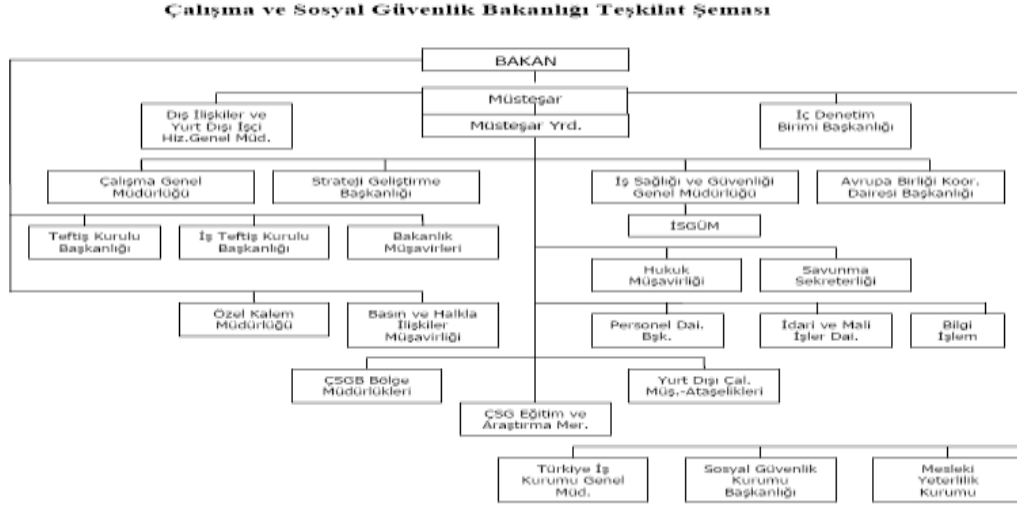 Çalışma ve Sosyal Güvenlik Bakanlığı Teşkilat Şeması
BAKAN
Müsteşar
Müsteşar Yrd.
Dış İlişkiler ve
Yurt Dışı İşçi
Hiz.Genel Müd.
İç Denetim
Birimi Başkanlığı
Çalışma Genel
Müdürlüğü
Strateji Geliştirme
Başkanlığı
İş Sağlığı ve Güvenliği
Genel Müdürlüğü
Avrupa Birliği Koor.
Dairesi Başkanlığı
İSGÜM
Teftiş Kurulu
Başkanlığı
İş Teftiş Kurulu
Başkanlığı
Bakanlık
Müşavirleri
Hukuk
Müşavirliği
Savunma
Sekreterliği
Özel Kalem
Müdürlüğü
Basın ve Halkla
İlişkiler
Müşavirliği
Personel Dai.
Bşk.
İdari ve Mali
İşler Dai.
Bilgi
İşlem
ÇSGB Bölge
Müdürlükleri
Yurt Dışı Çal.
Müş.-Ataşelikleri
ÇSG Eğitim ve
Araştırma Mer.
Türkiye İş
Kurumu Genel
Müd.
Sosyal Güvenlik
Kurumu
Başkanlığı
Mesleki
Yeterlilik
Kurumu